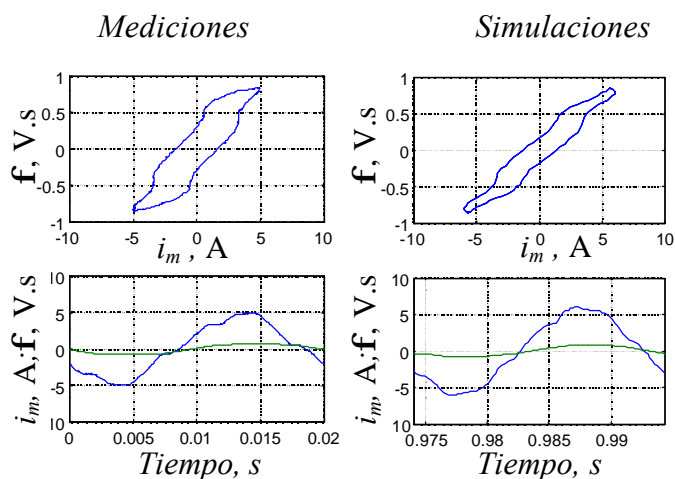 Mediciones
Simulaciones
1
0.5
0
-0.5
-1
-10 -5 0 5 10
f, V.s
i_m , A
1
0.5
0
-0.5
-1
-10 -5 0 5 10
f, V.s
i_m , A
10
5
0
-5
10
0 0.005 0.010 0.015 0.02
i_m, A,;f, V.s
Tiempo, s
10
5
0
-5
10
0.975 0.98 0.985 0.99
i_m, A,;f, V.s
Tiempo, s